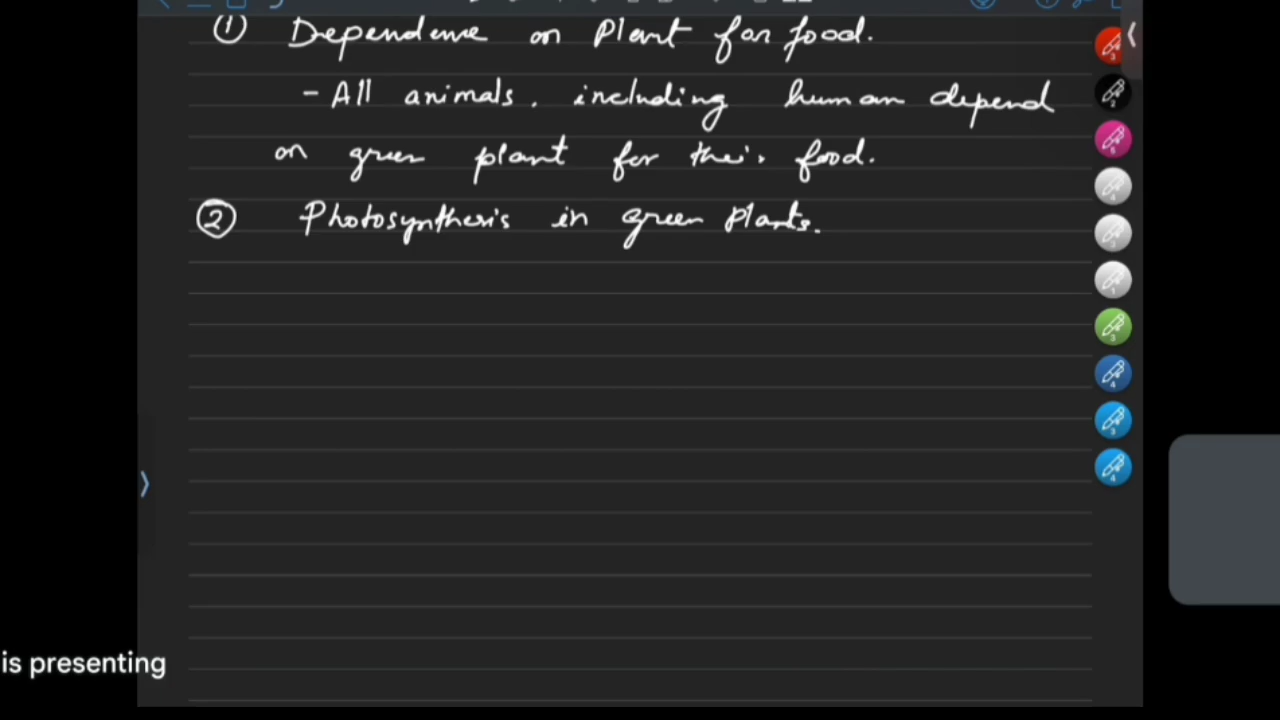 ① Dependence on Plant for food.
- All animals, including human depend
on green plant for their food.
② Photosynthesis in green plants.
is presenting